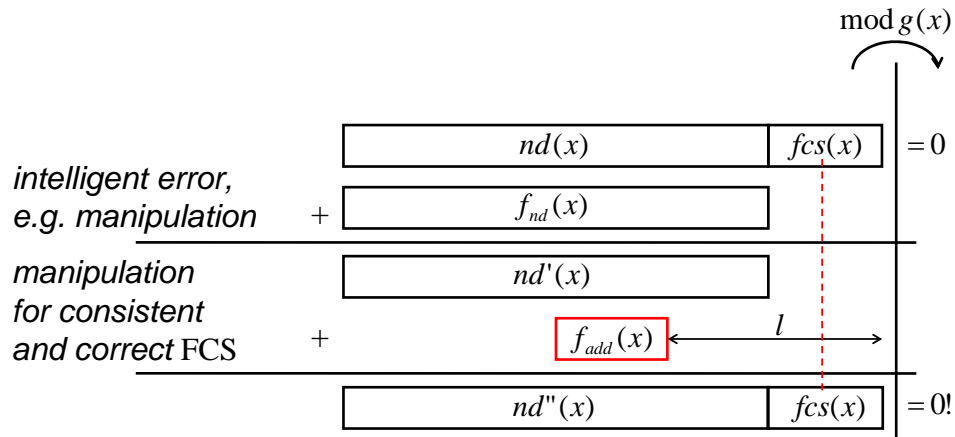 mod g(x)
nd(x) fcs(x) = 0
intelligent error,
e.g. manipulation + f_nd(x)
manipulation nd'(x)
for consistent
and correct FCS + f_add(x) l
nd''(x) fcs(x) = 0!